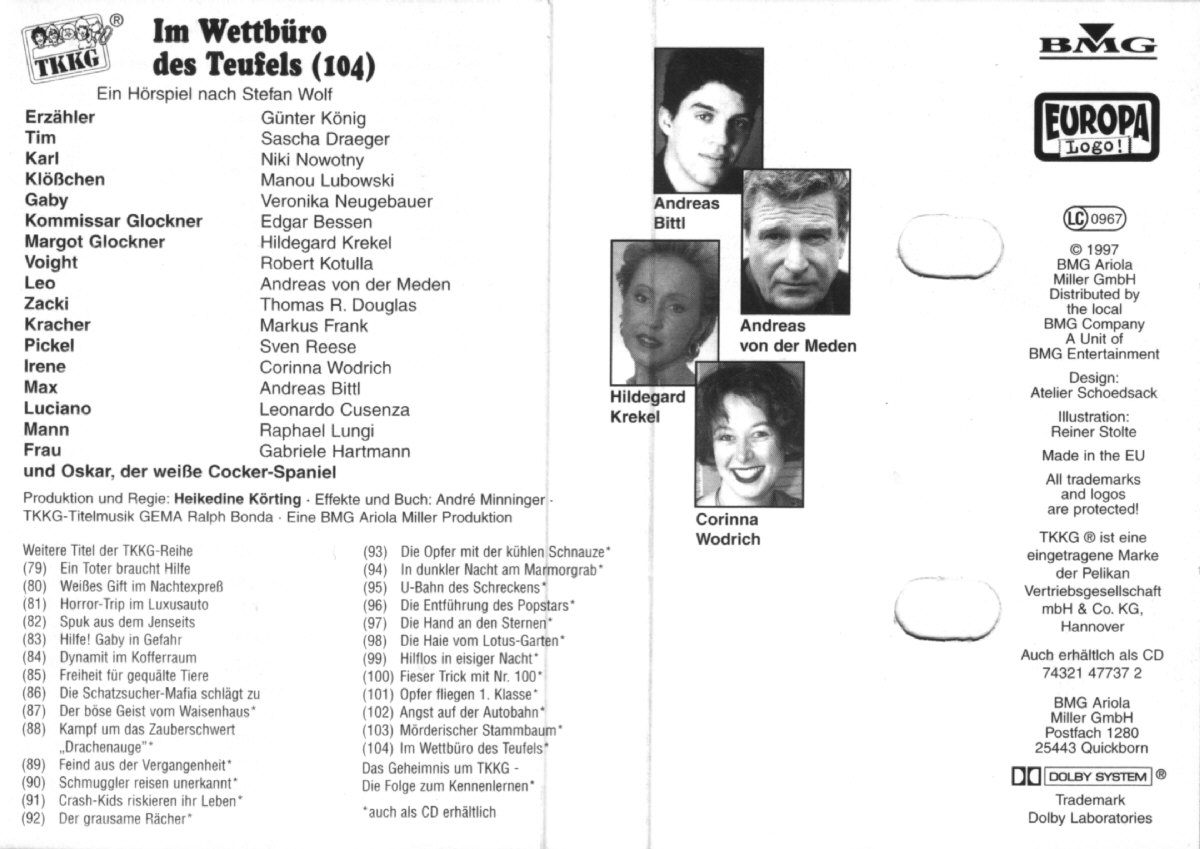 TKKG ®
Im Wettbüro
des Teufels (104)
Ein Hörspiel nach Stefan Wolf
Erzähler Günter König
Tim Sascha Draeger
Karl Niki Nowotny
Klößchen Manou Lubowski
Gaby Veronika Neugebauer
Kommissar Glockner Edgar Bessen
Margot Glockner Hildegard Krekel
Voight Robert Kotulla
Leo Andreas von der Meden
Zacki Thomas R. Douglas
Kracher Markus Frank
Pickel Sven Reese
Irene Corinna Wodrich
Max Andreas Bittl
Luciano Leonardo Cusenza
Mann Raphael Lungi
Frau Gabriele Hartmann
und Oskar, der weiße Cocker-Spaniel
Produktion und Regie: Heikedine Körting · Effekte und Buch: André Minninger ·
TKKG-Titelmusik GEMA Ralph Bonda · Eine BMG Ariola Miller Produktion
Weitere Titel der TKKG-Reihe
(79) Ein Toter braucht Hilfe
(80) Weißes Gift im Nachtexpreß
(81) Horror-Trip im Luxusauto
(82) Spuk aus dem Jenseits
(83) Hilfe! Gaby in Gefahr
(84) Dynamit im Kofferraum
(85) Freiheit für gequälte Tiere
(86) Die Schatzsucher-Mafia schlägt zu
(87) Der böse Geist vom Waisenhaus*
(88) Kampf um das Zauberschwert
„Drachenauge"*
(89) Feind aus der Vergangenheit*
(90) Schmuggler reisen unerkannt*
(91) Crash-Kids riskieren ihr Leben*
(92) Der grausame Rächer*
(93) Die Opfer mit der kühlen Schnauze*
(94) In dunkler Nacht am Marmorgrab*
(95) U-Bahn des Schreckens*
(96) Die Entführung des Popstars*
(97) Die Hand an den Sternen*
(98) Die Haie vom Lotus-Garten*
(99) Hilflos in eisiger Nacht*
(100) Fieser Trick mit Nr. 100*
(101) Opfer fliegen 1. Klasse*
(102) Angst auf der Autobahn*
(103) Mörderischer Stammbaum*
(104) Im Wettbüro des Teufels*
Das Geheimnis um TKKG -
Die Folge zum Kennenlernen*
*auch als CD erhältlich
Andreas
Bittl
Andreas
von der Meden
Hildegard
Krekel
Corinna
Wodrich
BMG
EUROPA
Logo!
LC 0967
© 1997
BMG Ariola
Miller GmbH
Distributed by
the local
BMG Company
A Unit of
BMG Entertainment
Design:
Atelier Schoedsack
Illustration:
Reiner Stolte
Made in the EU
All trademarks
and logos
are protected!
TKKG ® ist eine
eingetragene Marke
der Pelikan
Vertriebsgesellschaft
mbH & Co. KG,
Hannover
Auch erhältlch als CD
74321 47737 2
BMG Ariola
Miller GmbH
Postfach 1280
25443 Quickborn
DOLBY SYSTEM ®
Trademark
Dolby Laboratories